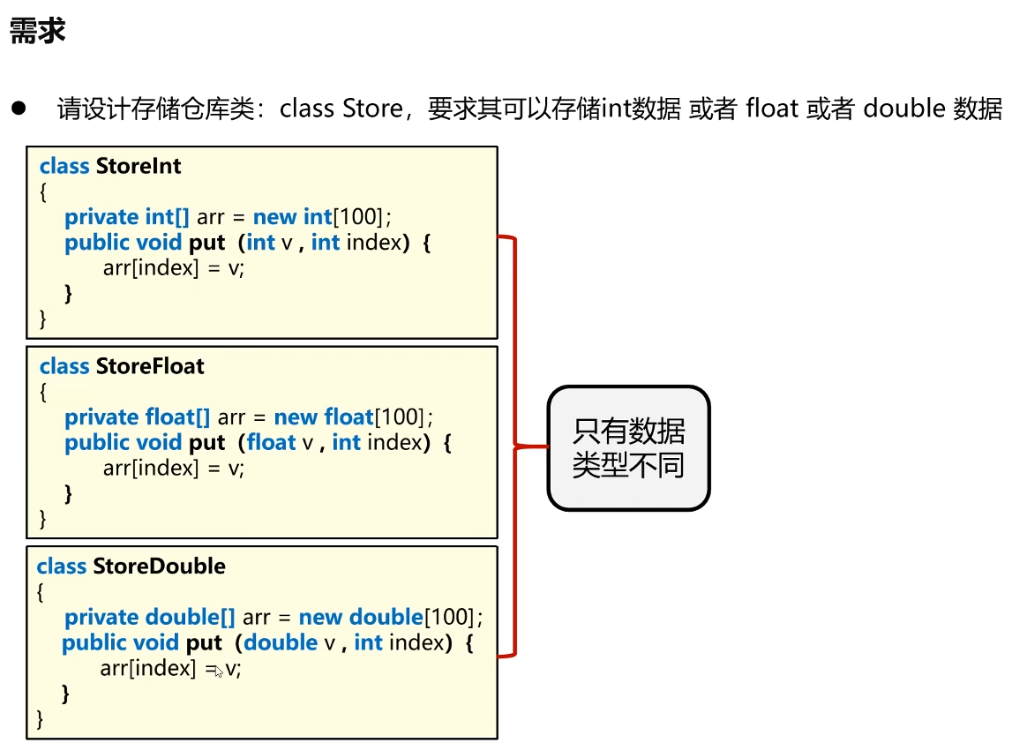 需求
● 请设计存储仓库类：class Store，要求其可以存储int数据 或者 float 或者 double 数据
class StoreInt
{
private int[] arr = new int[100];
public void put (int v , int index) {
arr[index] = v;
}
}
class StoreFloat
{
private float[] arr = new float[100];
public void put (float v , int index) {
arr[index] = v;
}
}
class StoreDouble
{
private double[] arr = new double[100];
public void put (double v , int index) {
arr[index] = v;
}
}
只有数据
类型不同